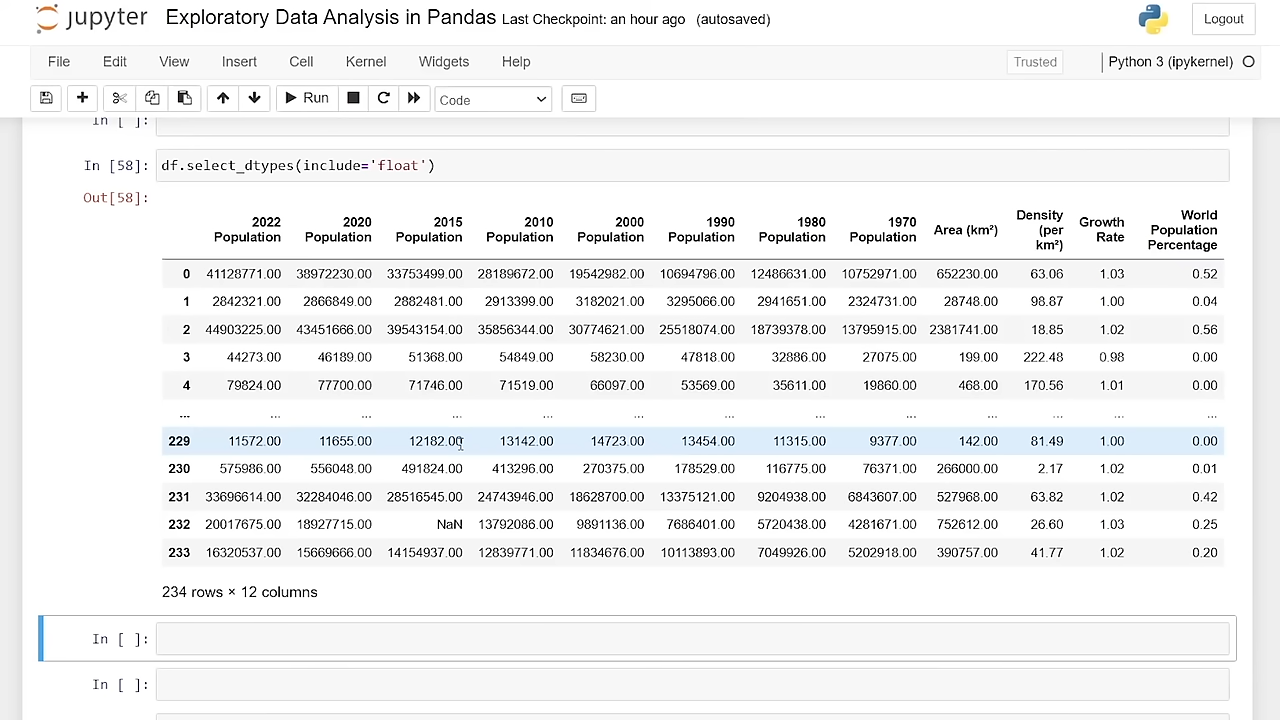 jupyter Exploratory Data Analysis in Pandas Last Checkpoint: an hour ago (autosaved) Logout
File Edit View Insert Cell Kernel Widgets Help Trusted Python 3 (ipykernel)
Run Code
In [ ]:
In [58]: df.select_dtypes(include='float')
Out[58]:
2022 Population 2020 Population 2015 Population 2010 Population 2000 Population 1990 Population 1980 Population 1970 Population Area (km²) Density (per km²) Growth Rate World Population Percentage
0 41128771.00 38972230.00 33753499.00 28189672.00 19542982.00 10694796.00 12486631.00 10752971.00 652230.00 63.06 1.03 0.52
1 2842321.00 2866849.00 2882481.00 2913399.00 3182021.00 3295066.00 2941651.00 2324731.00 28748.00 98.87 1.00 0.04
2 44903225.00 43451666.00 39543154.00 35856344.00 30774621.00 25518074.00 18739378.00 13795915.00 2381741.00 18.85 1.02 0.56
3 44273.00 46189.00 51368.00 54849.00 58230.00 47818.00 32886.00 27075.00 199.00 222.48 0.98 0.00
4 79824.00 77700.00 71746.00 71519.00 66097.00 53569.00 35611.00 19860.00 468.00 170.56 1.01 0.00
... ... ... ... ... ... ... ... ... ... ... ... ...
229 11572.00 11655.00 12182.00 13142.00 14723.00 13454.00 11315.00 9377.00 142.00 81.49 1.00 0.00
230 575986.00 556048.00 491824.00 413296.00 270375.00 178529.00 116775.00 76371.00 266000.00 2.17 1.02 0.01
231 33696614.00 32284046.00 28516545.00 24743946.00 18628700.00 13375121.00 9204938.00 6843607.00 527968.00 63.82 1.02 0.42
232 20017675.00 18927715.00 NaN 13792086.00 9891136.00 7686401.00 5720438.00 4281671.00 752612.00 26.60 1.03 0.25
233 16320537.00 15669666.00 14154937.00 12839771.00 11834676.00 10113893.00 7049926.00 5202918.00 390757.00 41.77 1.02 0.20
234 rows × 12 columns
In [ ]:
In [ ]: